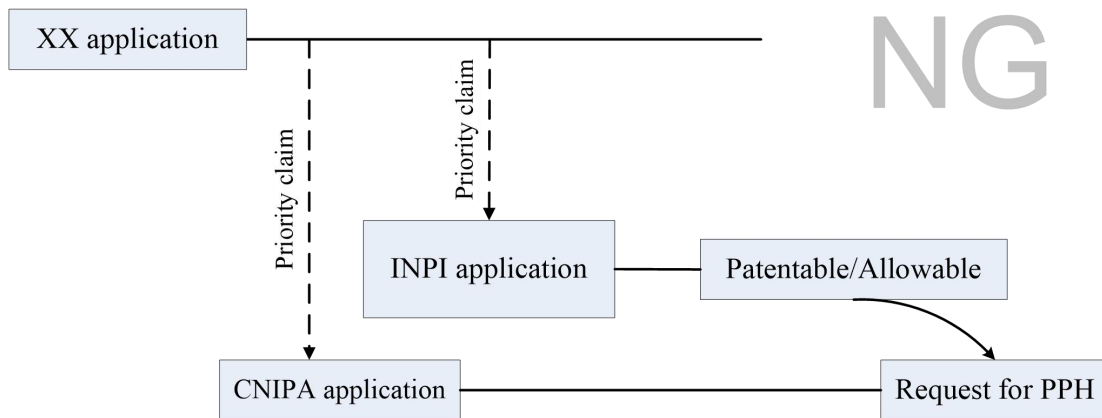 XX application
NG
Priority claim
Priority claim
INPI application
Patentable/Allowable
CNIPA application
Request for PPH